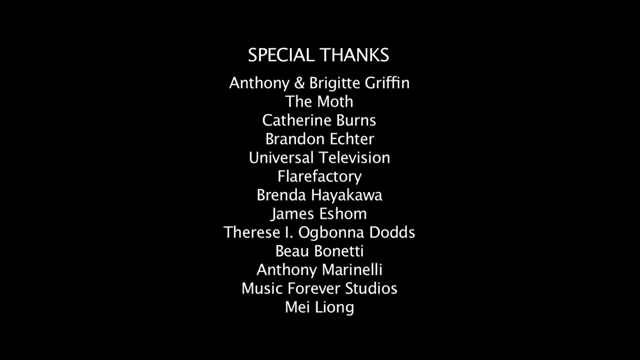 SPECIAL THANKS
Anthony & Brigitte Griffin
The Moth
Catherine Burns
Brandon Echter
Universal Television
Flarefactory
Brenda Hayakawa
James Eshom
Therese I. Ogbonna Dodds
Beau Bonetti
Anthony Marinelli
Music Forever Studios
Mei Liong